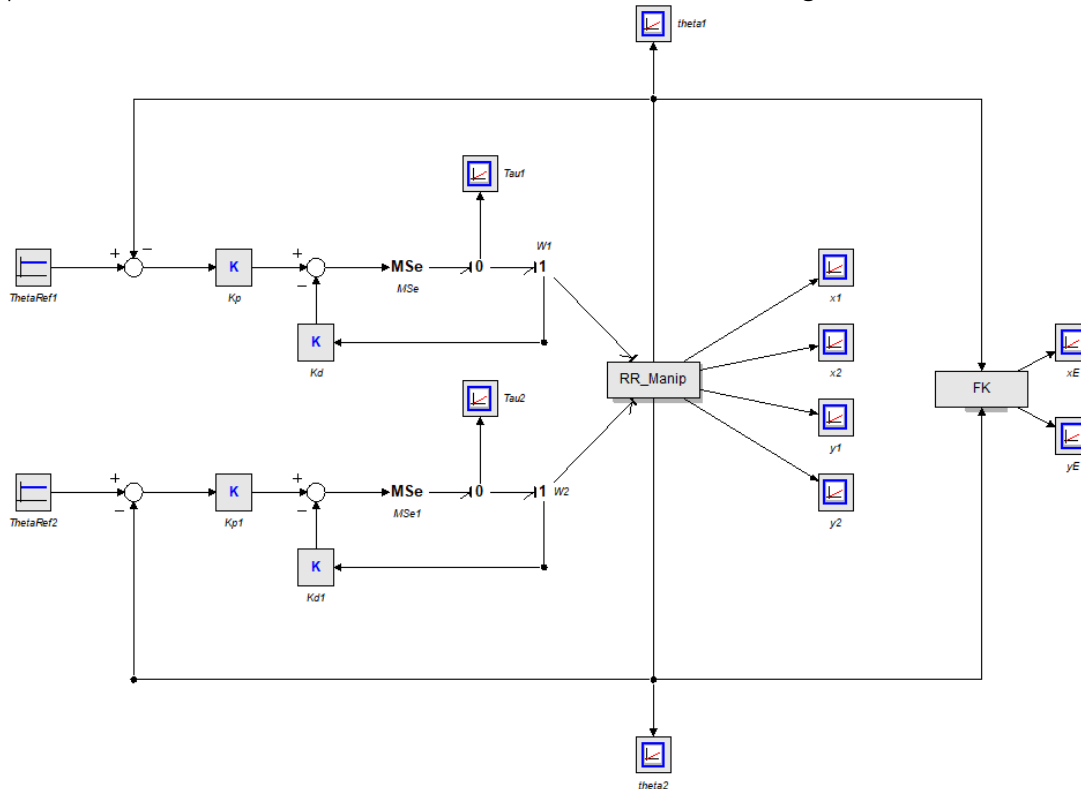 theta1
Tau1
+
−
W1
ThetaRef1
K
Kp
+
−
MSe
MSe
0
1
x1
K
Kd
RR_Manip
x2
FK
xE
Tau2
y1
yE
ThetaRef2
+
−
K
Kp1
+
−
MSe
MSe1
0
1
W2
y2
K
Kd1
theta2